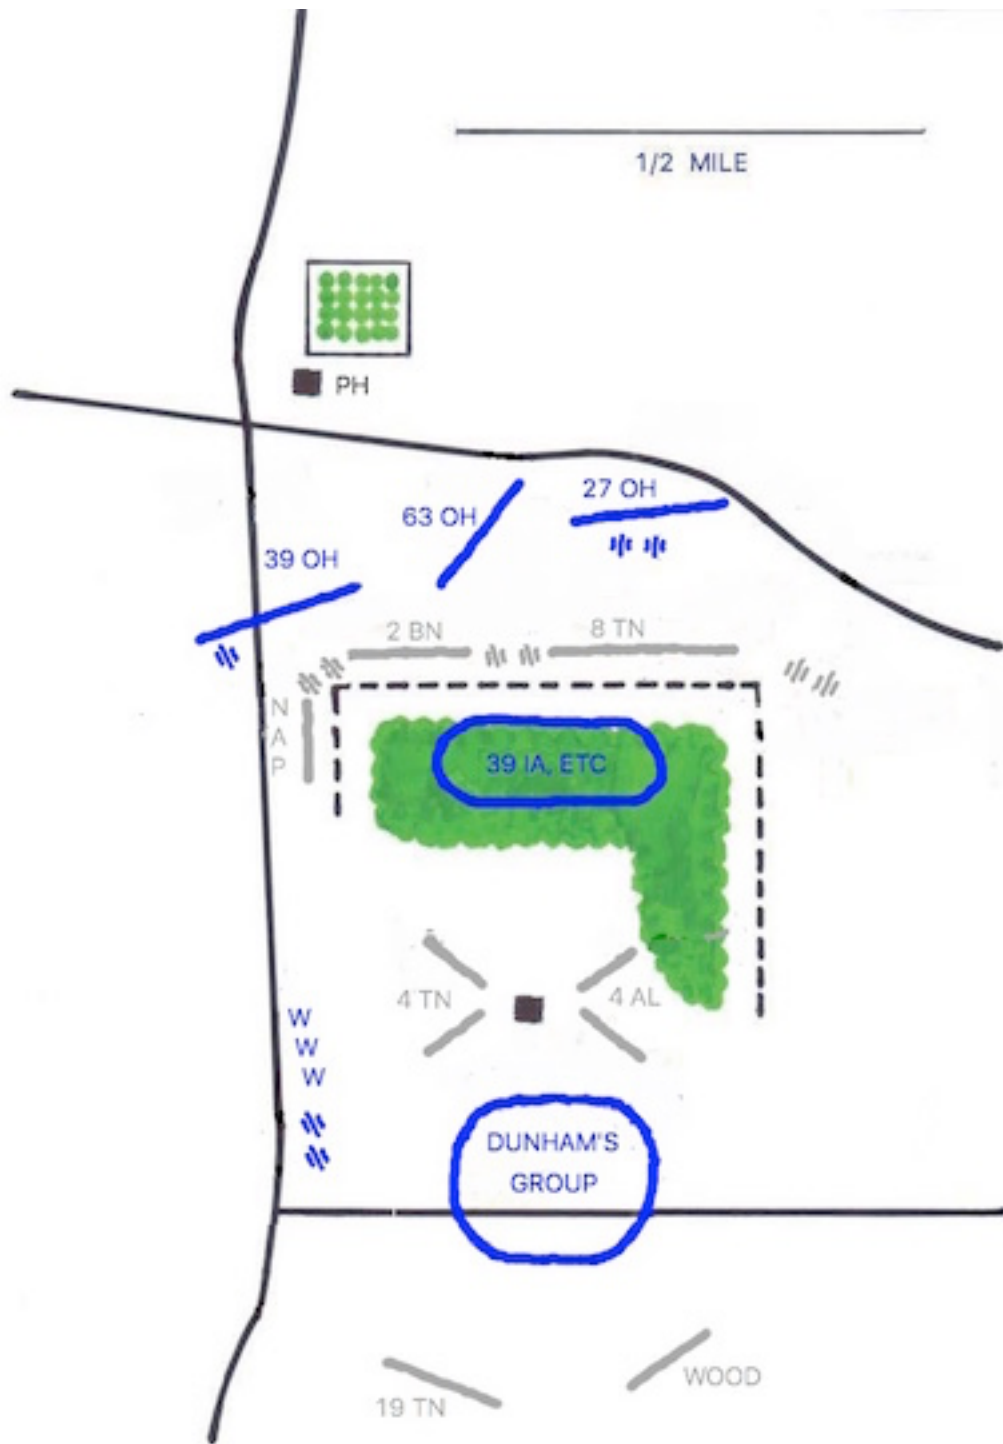 1/2 MILE
PH
27 OH
63 OH
39 OH
2 BN
8 TN
N
A
P
39 IA, ETC
4 TN
4 AL
W
W
W
DUNHAM'S
GROUP
WOOD
19 TN